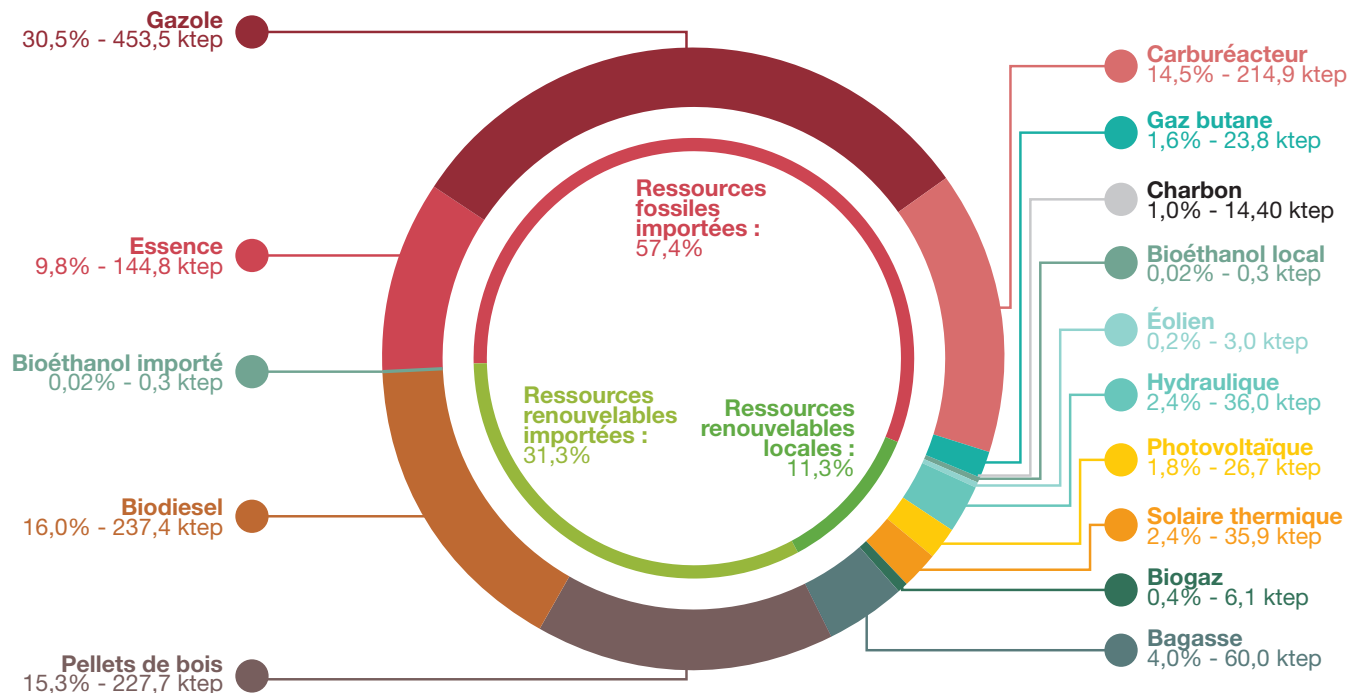 Gazole
30,5% - 453,5 ktep
Essence
9,8% - 144,8 ktep
Bioéthanol importé
0,02% - 0,3 ktep
Biodiesel
16,0% - 237,4 ktep
Pellets de bois
15,3% - 227,7 ktep
Ressources
fossiles
importées :
57,4%
Ressources
renouvelables
importées :
31,3%
Ressources
renouvelables
locales :
11,3%
Carburéacteur
14,5% - 214,9 ktep
Gaz butane
1,6% - 23,8 ktep
Charbon
1,0% - 14,40 ktep
Bioéthanol local
0,02% - 0,3 ktep
Éolien
0,2% - 3,0 ktep
Hydraulique
2,4% - 36,0 ktep
Photovoltaïque
1,8% - 26,7 ktep
Solaire thermique
2,4% - 35,9 ktep
Biogaz
0,4% - 6,1 ktep
Bagasse
4,0% - 60,0 ktep